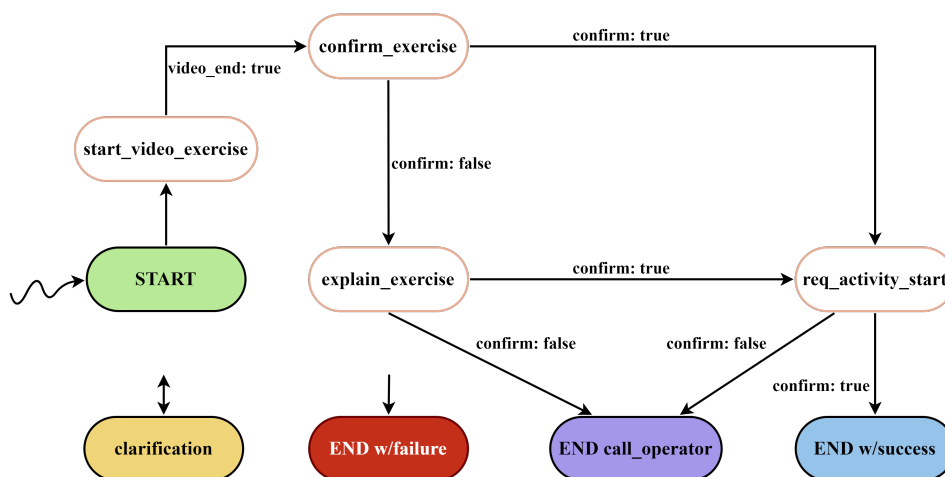 confirm_exercise
confirm: true
video_end: true
start_video_exercise
confirm: false
START
explain_exercise
confirm: true
req_activity_start
confirm: false
confirm: false
confirm: true
clarification
END w/failure
END call_operator
END w/success